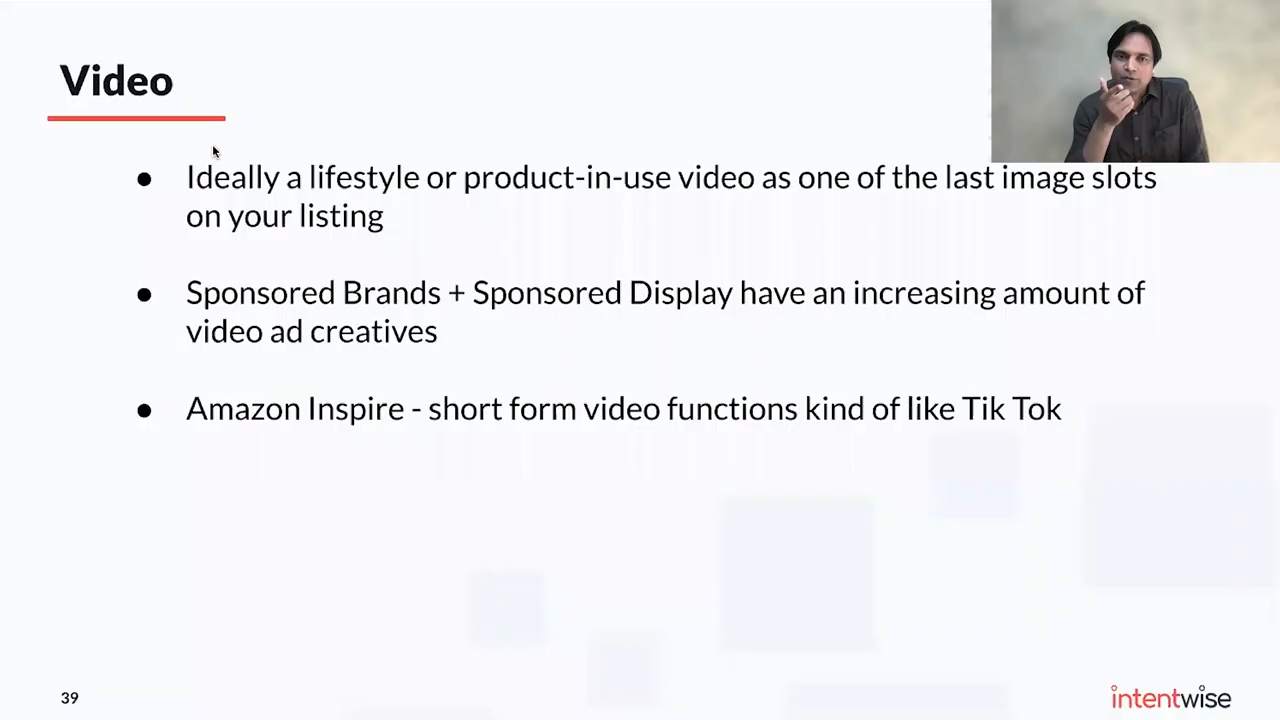 Video
● Ideally a lifestyle or product-in-use video as one of the last image slots
on your listing
● Sponsored Brands + Sponsored Display have an increasing amount of
video ad creatives
● Amazon Inspire - short form video functions kind of like Tik Tok
39
intentwise